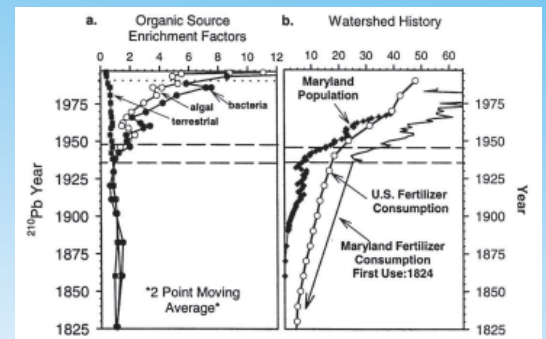 a. Organic Source b. Watershed History
Enrichment Factors
0 2 4 6 8 10 12 10 20 30 40 50 60
Maryland
Population
1975 algal bacteria 1975
terrestrial
1950 1950
1925 U.S. Fertilizer 1925
Consumption
210Pb Year Year
1900 1900
Maryland Fertilizer
1875 Consumption 1875
First Use:1824
*2 Point Moving
1850 Average* 1850
1825 1825